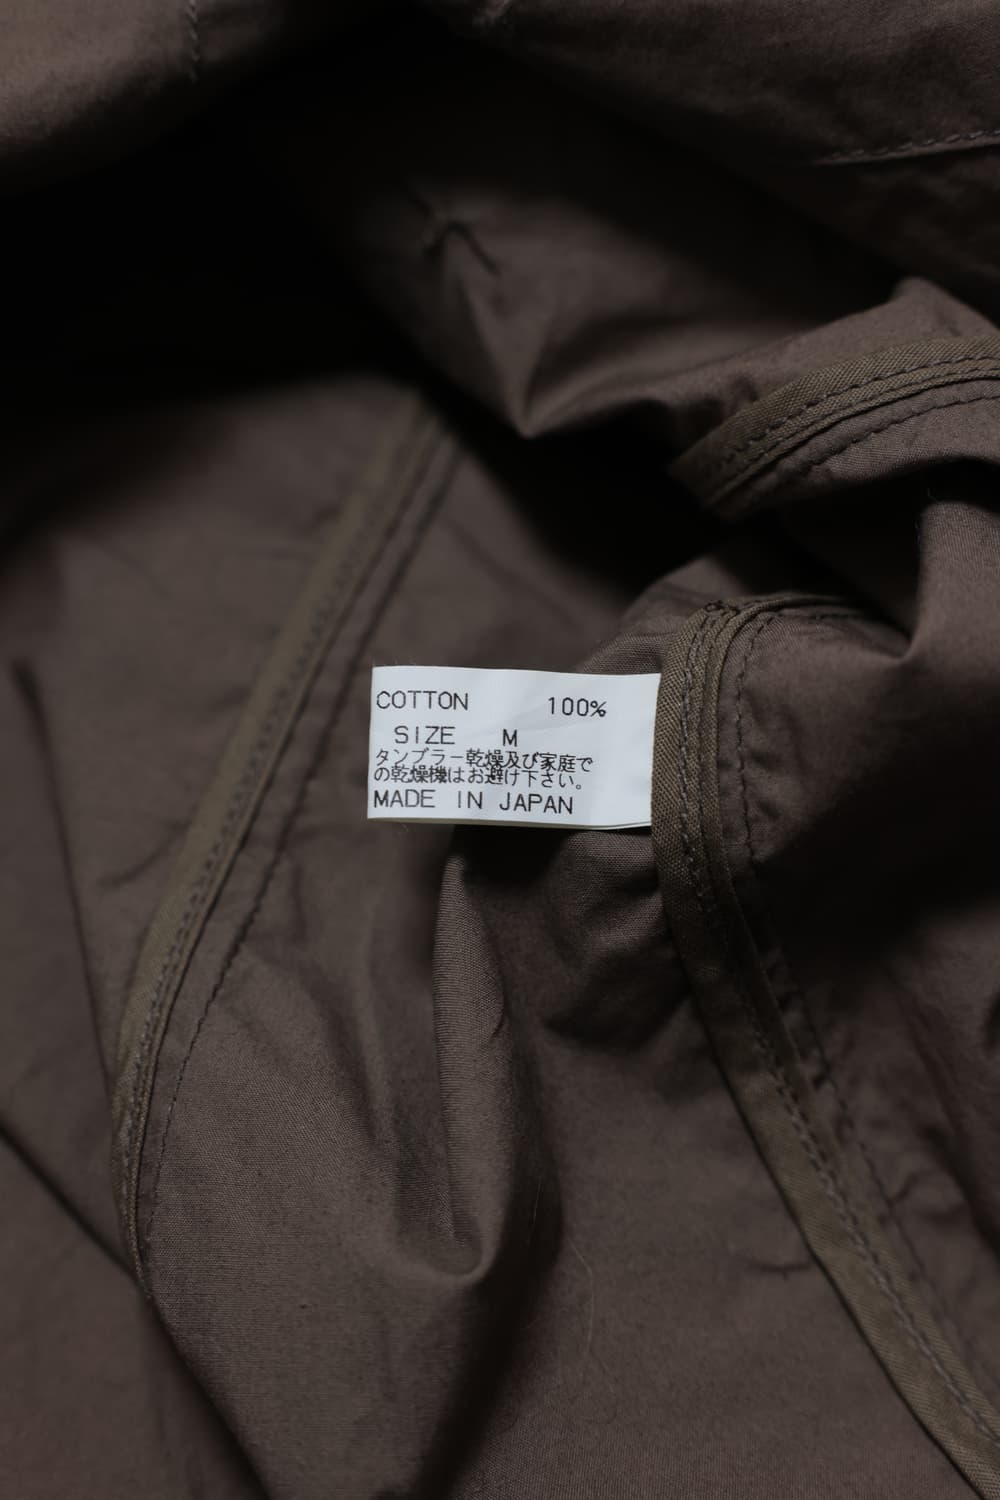 COTTON 100%
SIZE M
タンブラー乾燥及び家庭で
の乾燥機はお避け下さい。
MADE IN JAPAN